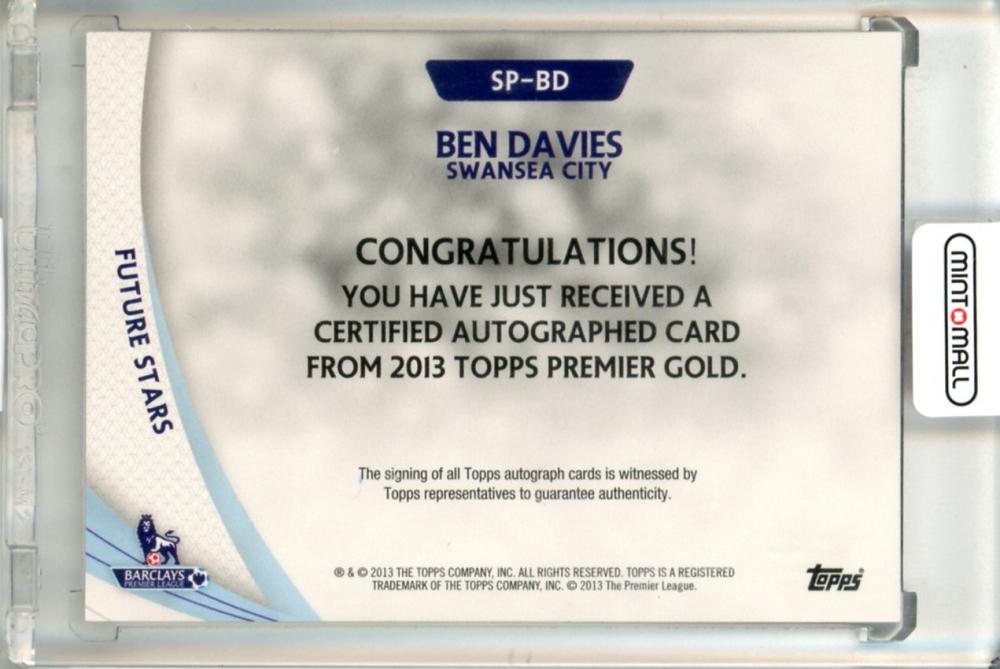 SP-BD
BEN DAVIES
SWANSEA CITY
CONGRATULATIONS!
YOU HAVE JUST RECEIVED A
CERTIFIED AUTOGRAPHED CARD
FROM 2013 TOPPS PREMIER GOLD.
The signing of all Topps autograph cards is witnessed by
Topps representatives to guarantee authenticity.
® & © 2013 THE TOPPS COMPANY, INC. ALL RIGHTS RESERVED. TOPPS IS A REGISTERED
TRADEMARK OF THE TOPPS COMPANY, INC. © 2013 The Premier League.
FUTURE STARS
BARCLAYS
PREMIER LEAGUE
topps
MINT MALL